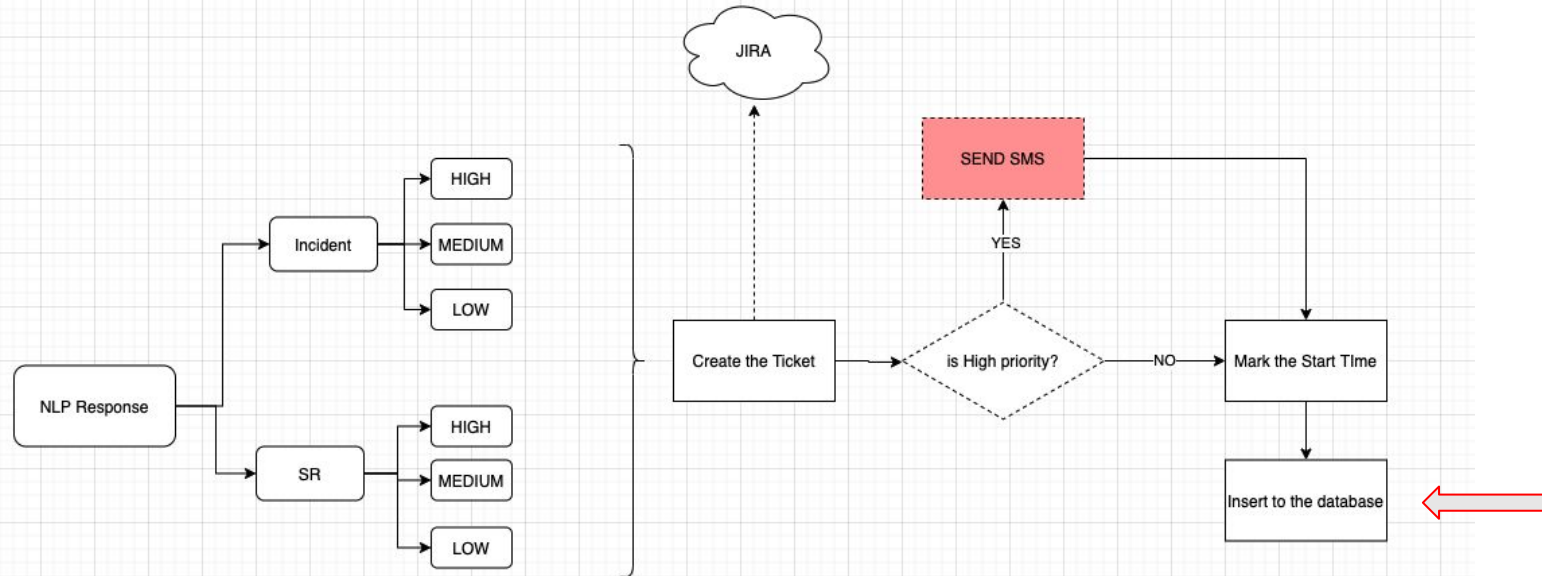 JIRA
SEND SMS
HIGH
YES
Incident
MEDIUM
LOW
Create the Ticket
is High priority?
NO
Mark the Start TIme
NLP Response
HIGH
SR
MEDIUM
Insert to the database
LOW